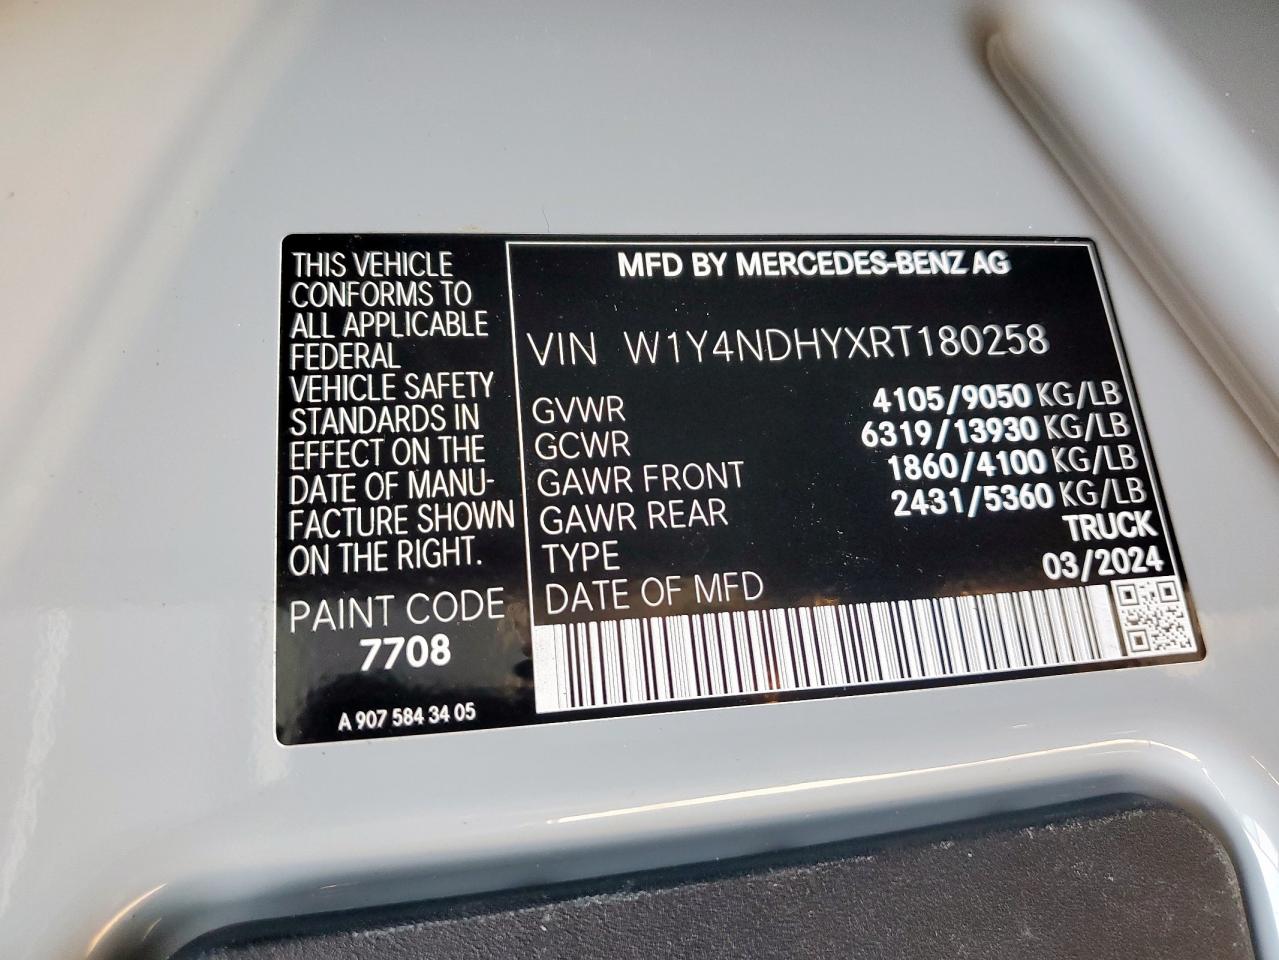 THIS VEHICLE
CONFORMS TO
ALL APPLICABLE
FEDERAL
VEHICLE SAFETY
STANDARDS IN
EFFECT ON THE
DATE OF MANU-
FACTURE SHOWN
ON THE RIGHT.
PAINT CODE
7708
A 907 584 34 05
MFD BY MERCEDES-BENZ AG
VIN W1Y4NDHYXRT180258
GVWR 4105/9050 KG/LB
GCWR 6319/13930 KG/LB
GAWR FRONT 1860/4100 KG/LB
GAWR REAR 2431/5360 KG/LB
TYPE TRUCK
DATE OF MFD 03/2024